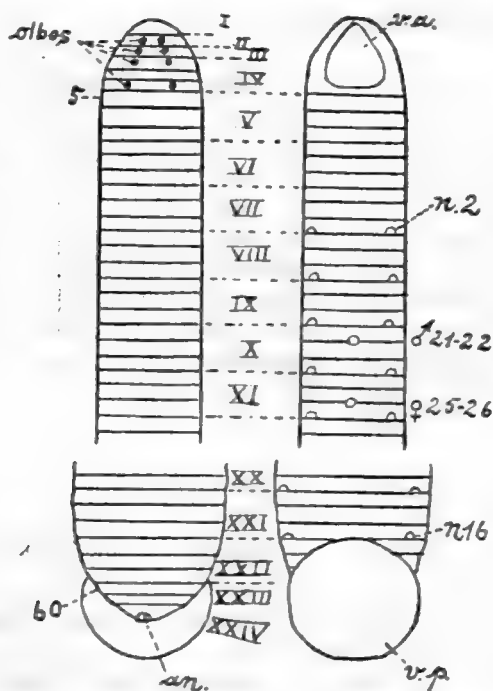 I
olhos
II
v.a.
III
IV
5
V
VI
VII
n.2
VIII
IX
X
♂21-22
XI
♀25-26
XX
XXI
n16
XXII
60
XXIII
XXIV
an.
v.p.